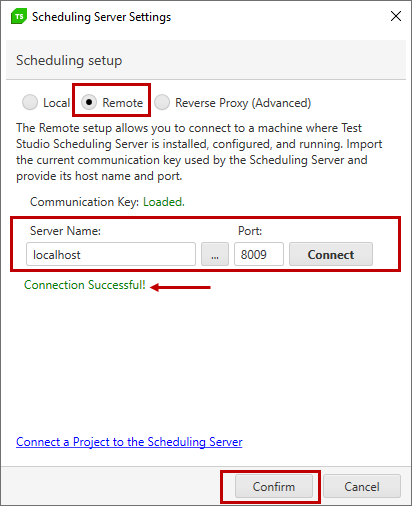 TS Scheduling Server Settings
Scheduling setup
Local Remote Reverse Proxy (Advanced)
The Remote setup allows you to connect to a machine where Test
Studio Scheduling Server is installed, configured, and running. Import
the current communication key used by the Scheduling Server and
provide its host name and port.
Communication Key: Loaded.
Server Name: Port:
localhost ... 8009 Connect
Connection Successful!
Connect a Project to the Scheduling Server
Confirm Cancel